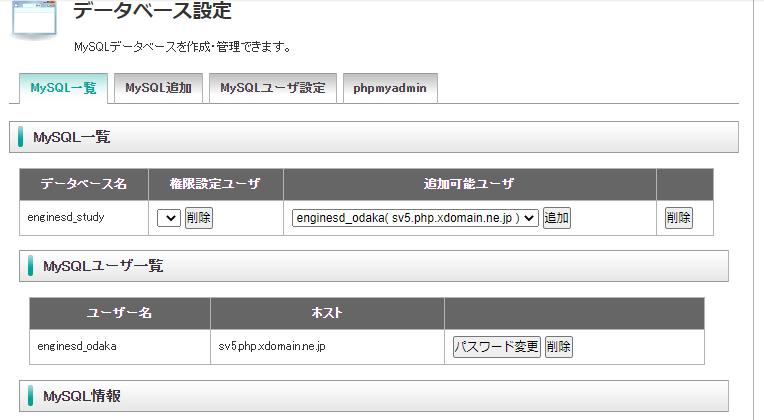 データベース設定
MySQLデータベースを作成・管理できます。
MySQL一覧 MySQL追加 MySQLユーザ設定 phpmyadmin
MySQL一覧
データベース名 権限設定ユーザ 追加可能ユーザ
enginesd_study 削除 enginesd_odaka( sv5.php.xdomain.ne.jp ) 追加 削除
MySQLユーザ一覧
ユーザー名 ホスト
enginesd_odaka sv5.php.xdomain.ne.jp パスワード変更 削除
MySQL情報